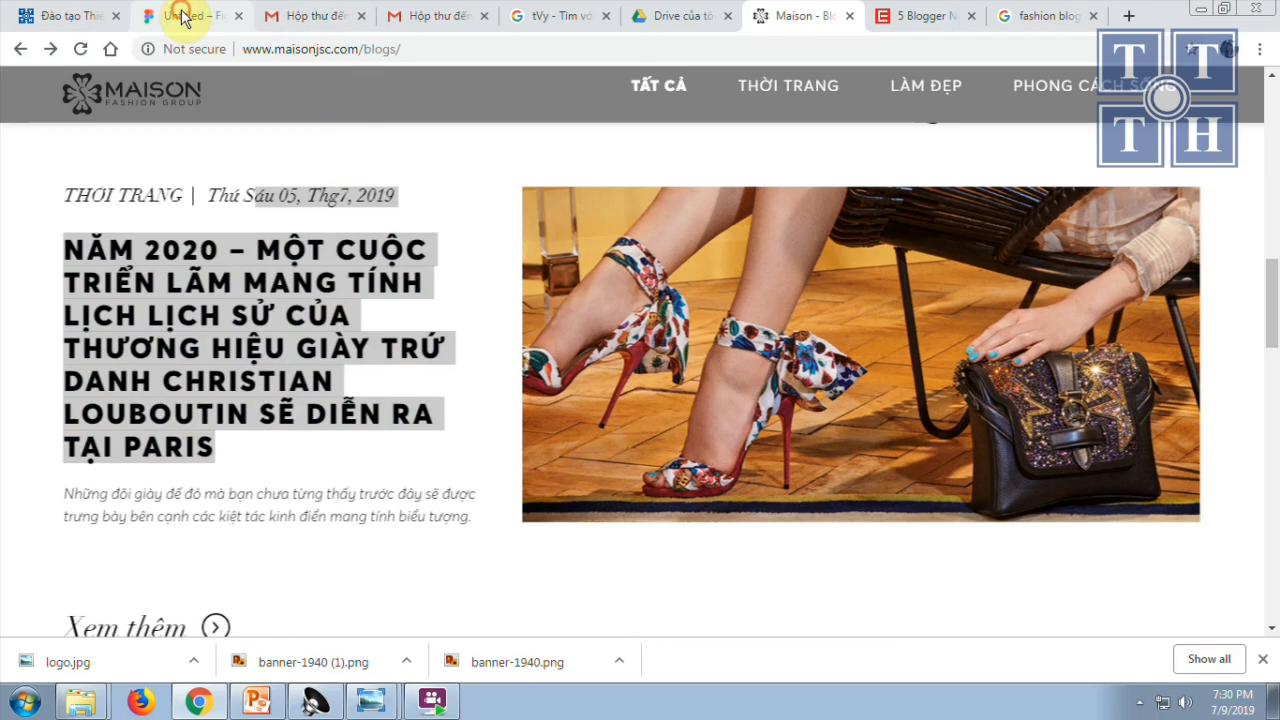 Đào tạo Thiế
Untitled – Fig
Hộp thư đến
Hộp thư đến
tVy - Tìm vớ
Drive của tô
Maison - Blo
5 Blogger N
fashion blog
Not secure
www.maisonjsc.com/blogs/
MAISON
FASHION GROUP
TẤT CẢ
THỜI TRANG
LÀM ĐẸP
PHONG CÁCH SỐNG
T T
T H
THỜI TRANG | Thứ Sáu 05, Thg7, 2019
NĂM 2020 – MỘT CUỘC
TRIỂN LÃM MANG TÍNH
LỊCH LỊCH SỬ CỦA
THƯƠNG HIỆU GIÀY TRỨ
DANH CHRISTIAN
LOUBOUTIN SẼ DIỄN RA
TẠI PARIS
Những đôi giày đế đỏ mà bạn chưa từng thấy trước đây sẽ được
trưng bày bên cạnh các kiệt tác kinh điển mang tính biểu tượng.
Xem thêm
logo.jpg
banner-1940 (1).png
banner-1940.png
Show all
7:30 PM
7/9/2019